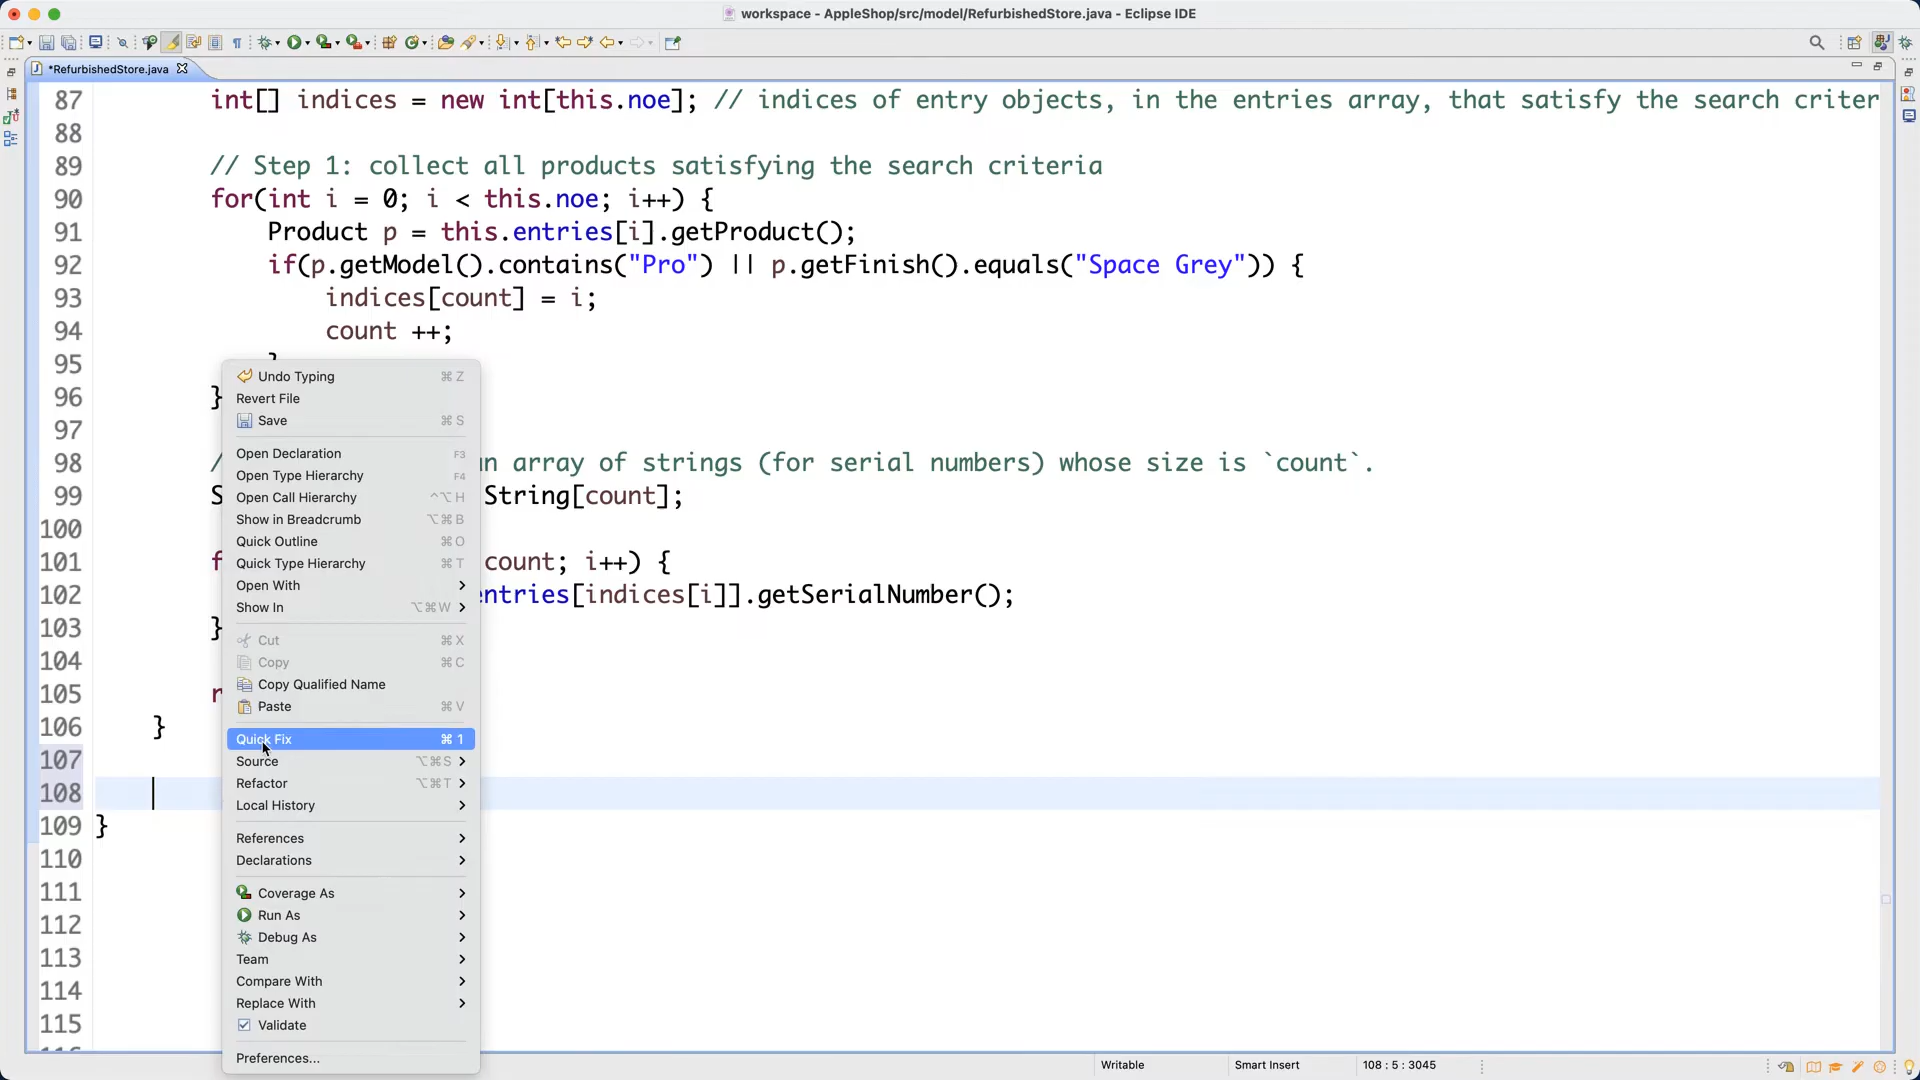 workspace - AppleShop/src/model/RefurbishedStore.java - Eclipse IDE
*RefurbishedStore.java
87 int[] indices = new int[this.noe]; // indices of entry objects, in the entries array, that satisfy the search criter
88
89 // Step 1: collect all products satisfying the search criteria
90 for(int i = 0; i < this.noe; i++) {
91 Product p = this.entries[i].getProduct();
92 if(p.getModel().contains("Pro") || p.getFinish().equals("Space Grey")) {
93 indices[count] = i;
94 count ++;
95 }
96 }
97
98 / n array of strings (for serial numbers) whose size is `count`.
99 S String[count];
100
101 f count; i++) {
102 entries[indices[i]].getSerialNumber();
103 }
104
105 r
106 }
107
108
109 }
110
111
112
113
114
115
Undo Typing ⌘ Z
Revert File
Save ⌘ S
Open Declaration F3
Open Type Hierarchy F4
Open Call Hierarchy ^⌥ H
Show in Breadcrumb ⌥⌘ B
Quick Outline ⌘ O
Quick Type Hierarchy ⌘ T
Open With
Show In ⌥⌘ W
Cut ⌘ X
Copy ⌘ C
Copy Qualified Name
Paste ⌘ V
Quick Fix ⌘ 1
Source ⌥⌘ S
Refactor ⌥⌘ T
Local History
References
Declarations
Coverage As
Run As
Debug As
Team
Compare With
Replace With
Validate
Preferences...
Writable
Smart Insert
108 : 5 : 3045